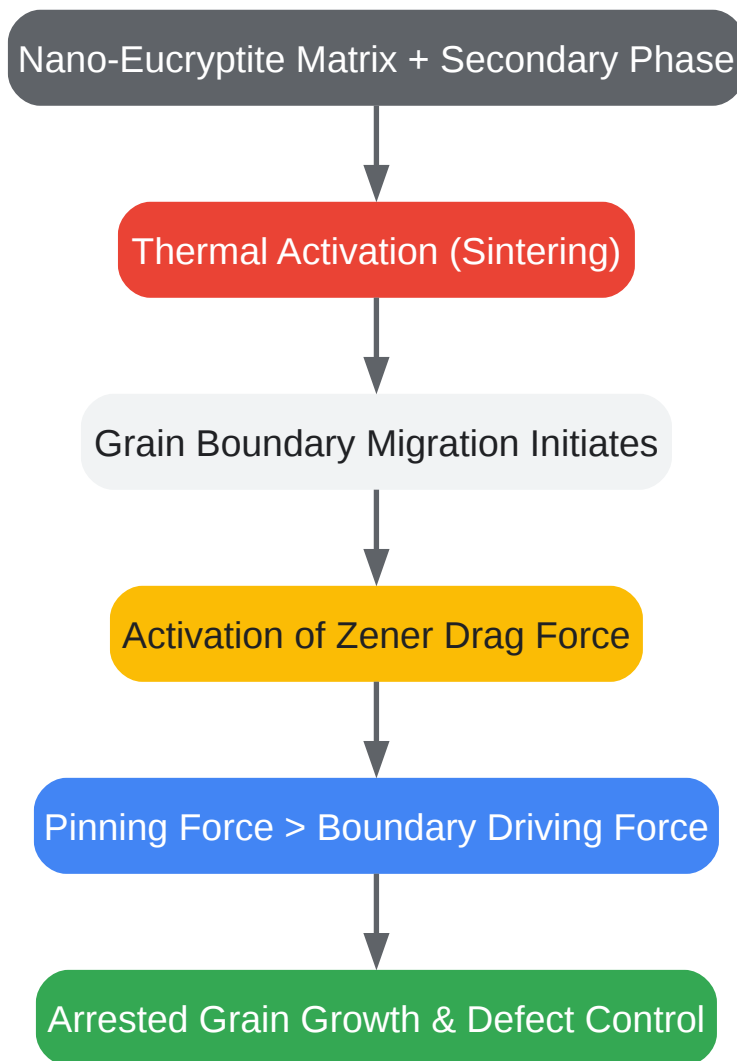 Nano-Eucryptite Matrix + Secondary Phase
Thermal Activation (Sintering)
Grain Boundary Migration Initiates
Activation of Zener Drag Force
Pinning Force > Boundary Driving Force
Arrested Grain Growth & Defect Control